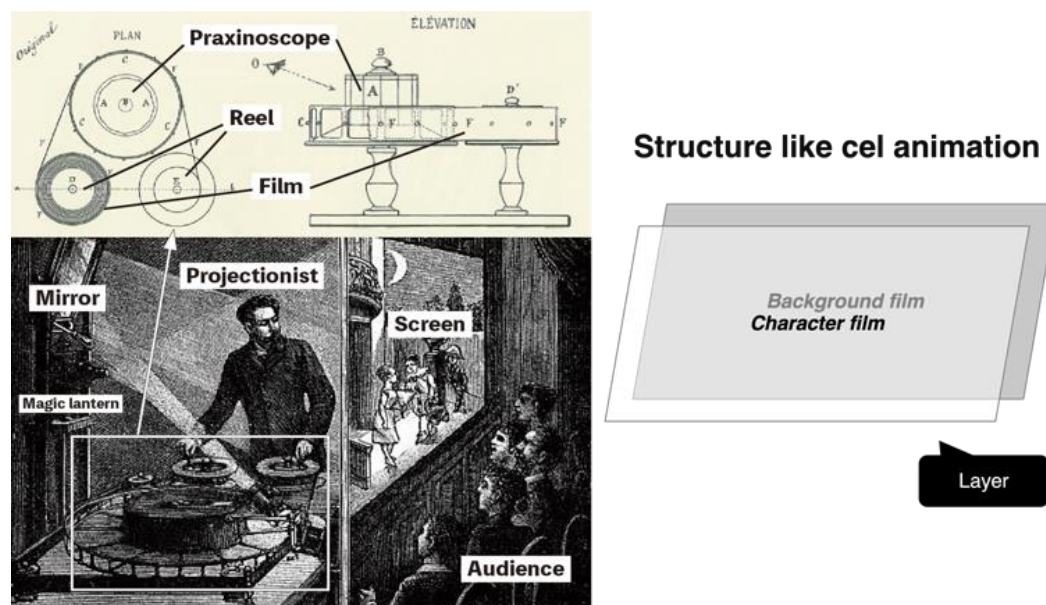 Original
PLAN
ÉLÉVATION
Praxinoscope
Reel
Film
Projectionist
Mirror
Screen
Magic lantern
Audience
Structure like cel animation
Background film
Character film
Layer